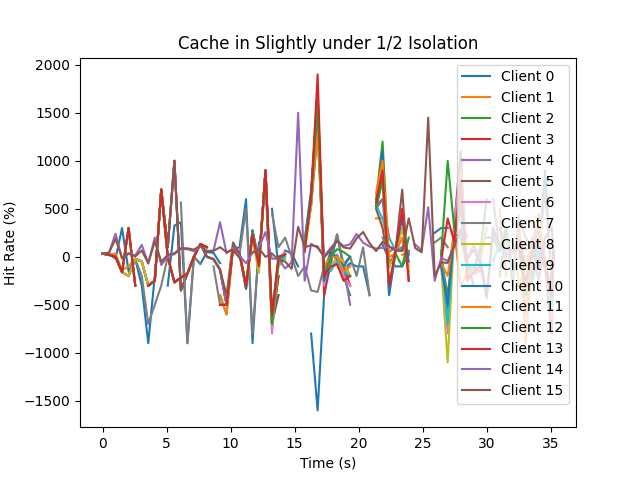 Cache in Slightly under 1/2 Isolation
Hit Rate (%)
2000
1500
1000
500
0
−500
−1000
−1500
0
5
10
15
20
25
30
35
Time (s)
Client 0
Client 1
Client 2
Client 3
Client 4
Client 5
Client 6
Client 7
Client 8
Client 9
Client 10
Client 11
Client 12
Client 13
Client 14
Client 15